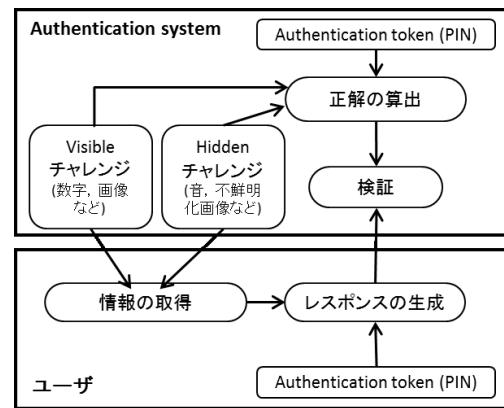 Authentication system
Authentication token (PIN)
正解の算出
Visible
チャレンジ
(数字, 画像
など)
Hidden
チャレンジ
(音, 不鮮明
化画像など)
検証
情報の取得
レスポンスの生成
ユーザ
Authentication token (PIN)